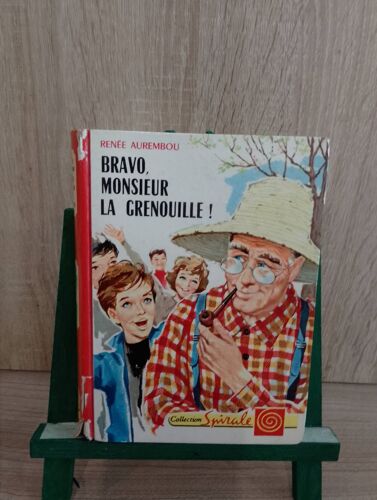 RENÉE AUREMBOU
BRAVO,
MONSIEUR
LA GRENOUILLE !
Collection Spirale